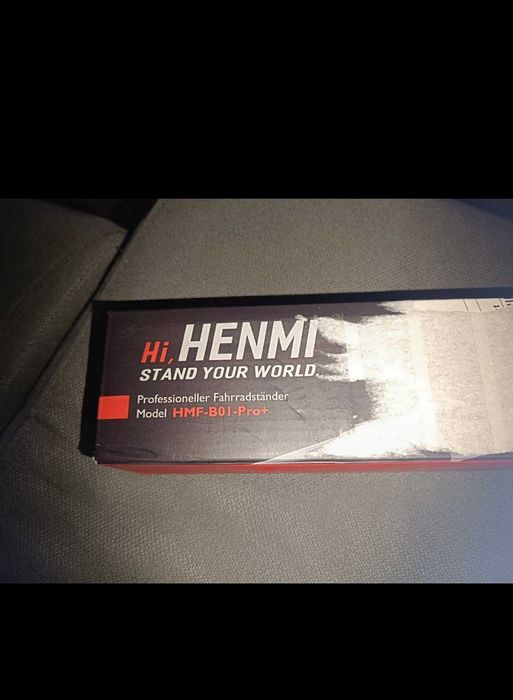 Hi, HENMI
STAND YOUR WORLD.
Professioneller Fahrradständer
Model HMF-B01-Pro+